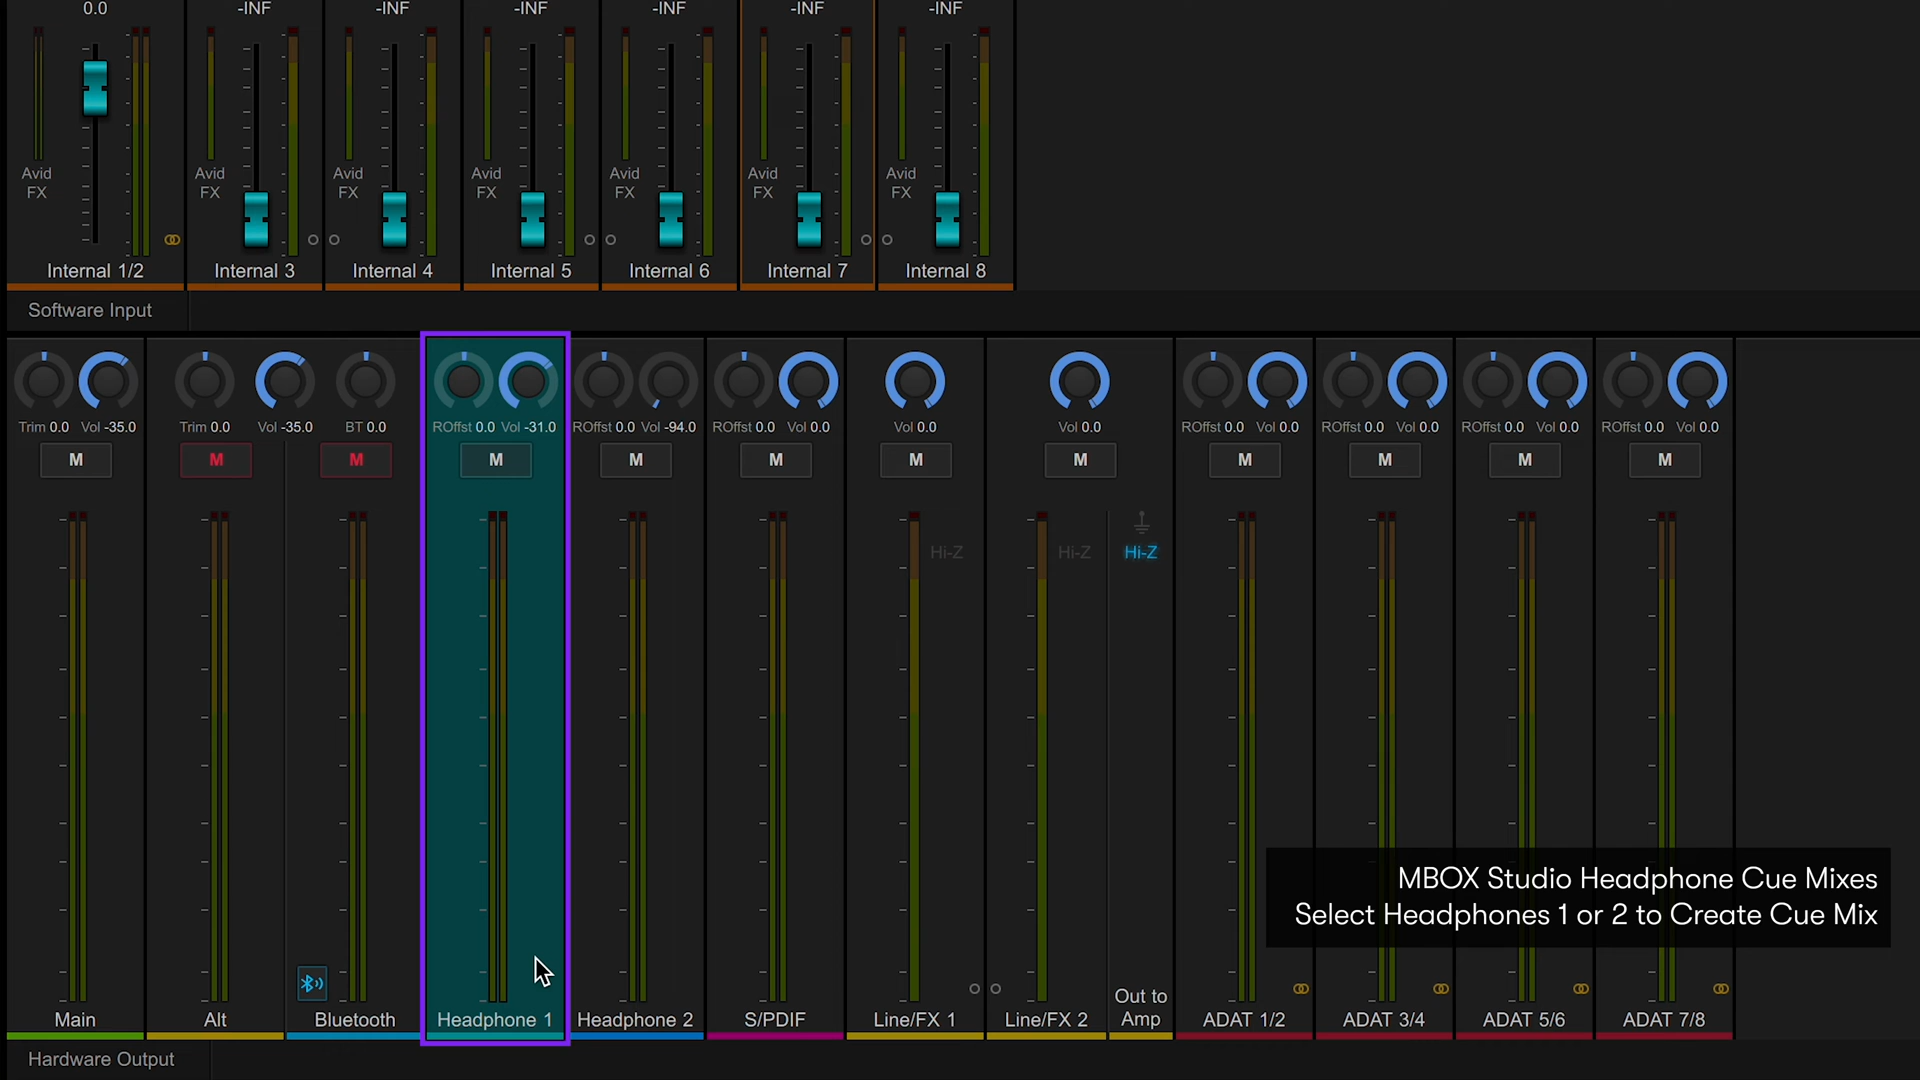 0.0 -INF -INF -INF -INF -INF -INF
Avid FX Avid FX Avid FX Avid FX Avid FX Avid FX Avid FX
Internal 1/2 Internal 3 Internal 4 Internal 5 Internal 6 Internal 7 Internal 8
Software Input
Trim 0.0 Vol -35.0 Trim 0.0 Vol -35.0 BT 0.0 ROffst 0.0 Vol -31.0 ROffst 0.0 Vol -94.0 ROffst 0.0 Vol 0.0 Vol 0.0 Vol 0.0 ROffst 0.0 Vol 0.0 ROffst 0.0 Vol 0.0 ROffst 0.0 Vol 0.0 ROffst 0.0 Vol 0.0
M M M M M M M M M M M M
Hi-Z Hi-Z Hi-Z
MBOX Studio Headphone Cue Mixes
Select Headphones 1 or 2 to Create Cue Mix
Main Alt Bluetooth Headphone 1 Headphone 2 S/PDIF Line/FX 1 Line/FX 2 Out to Amp ADAT 1/2 ADAT 3/4 ADAT 5/6 ADAT 7/8
Hardware Output